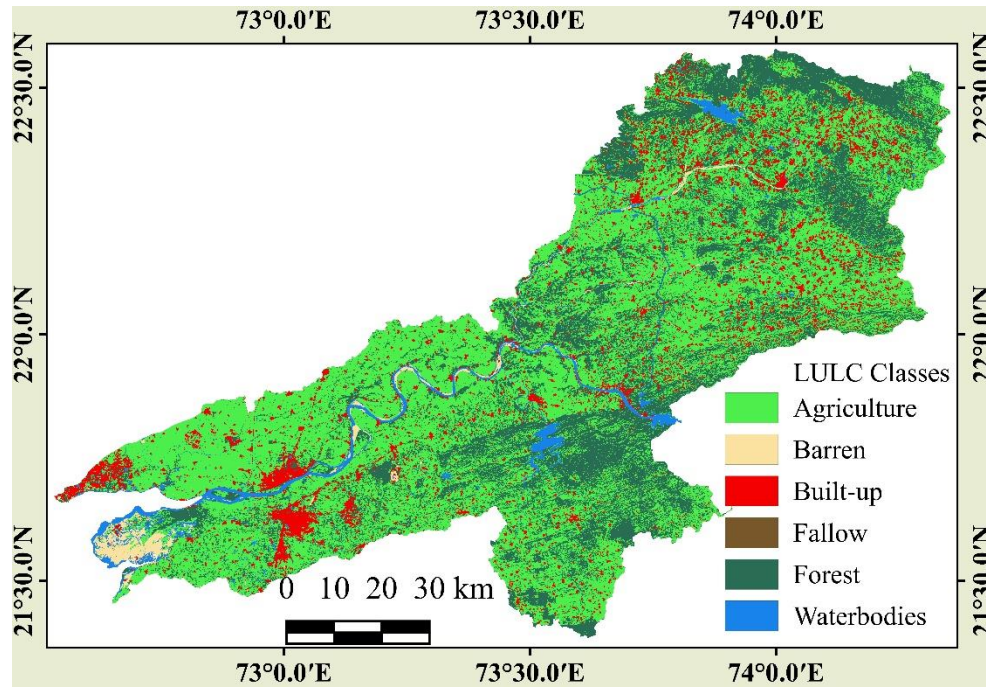 73°0.0'E 73°30.0'E 74°0.0'E
22°30.0'N 22°30.0'N
22°0.0'N 22°0.0'N
LULC Classes
Agriculture
Barren
Built-up
Fallow
Forest
Waterbodies
21°30.0'N 21°30.0'N
0 10 20 30 km
73°0.0'E 73°30.0'E 74°0.0'E